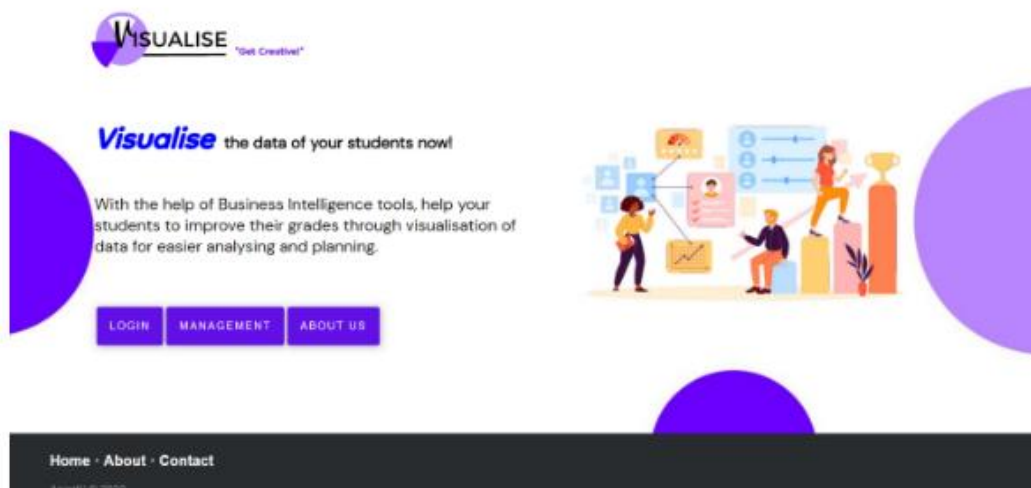 VISUALISE "Get Creative!"
Visualise the data of your students now!
With the help of Business Intelligence tools, help your
students to improve their grades through visualisation of
data for easier analysing and planning.
LOGIN MANAGEMENT ABOUT US
Home · About · Contact